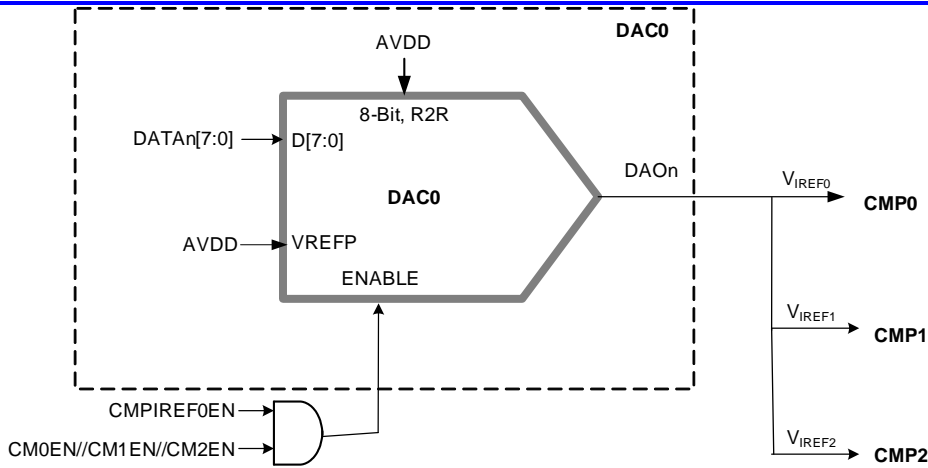 DAC0
AVDD
8-Bit, R2R
DATAn[7:0]
D[7:0]
DAOn
VIREF0
DAC0
CMP0
AVDD
VREFP
ENABLE
VIREF1
CMP1
CMPIREF0EN
CM0EN//CM1EN//CM2EN
VIREF2
CMP2